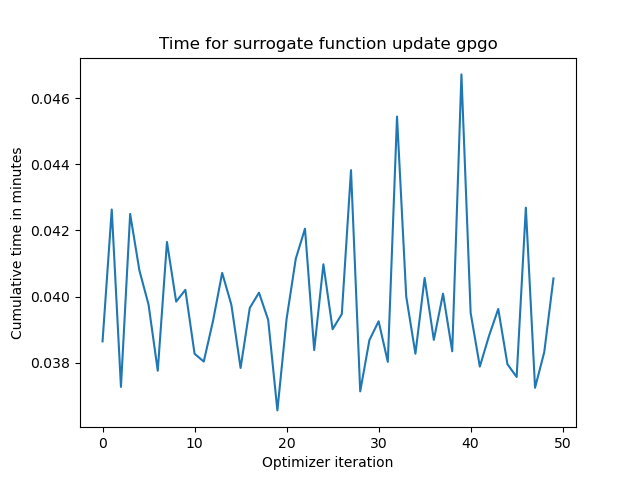 Time for surrogate function update gpgo
Cumulative time in minutes
0.046
0.044
0.042
0.040
0.038
0 10 20 30 40 50
Optimizer iteration